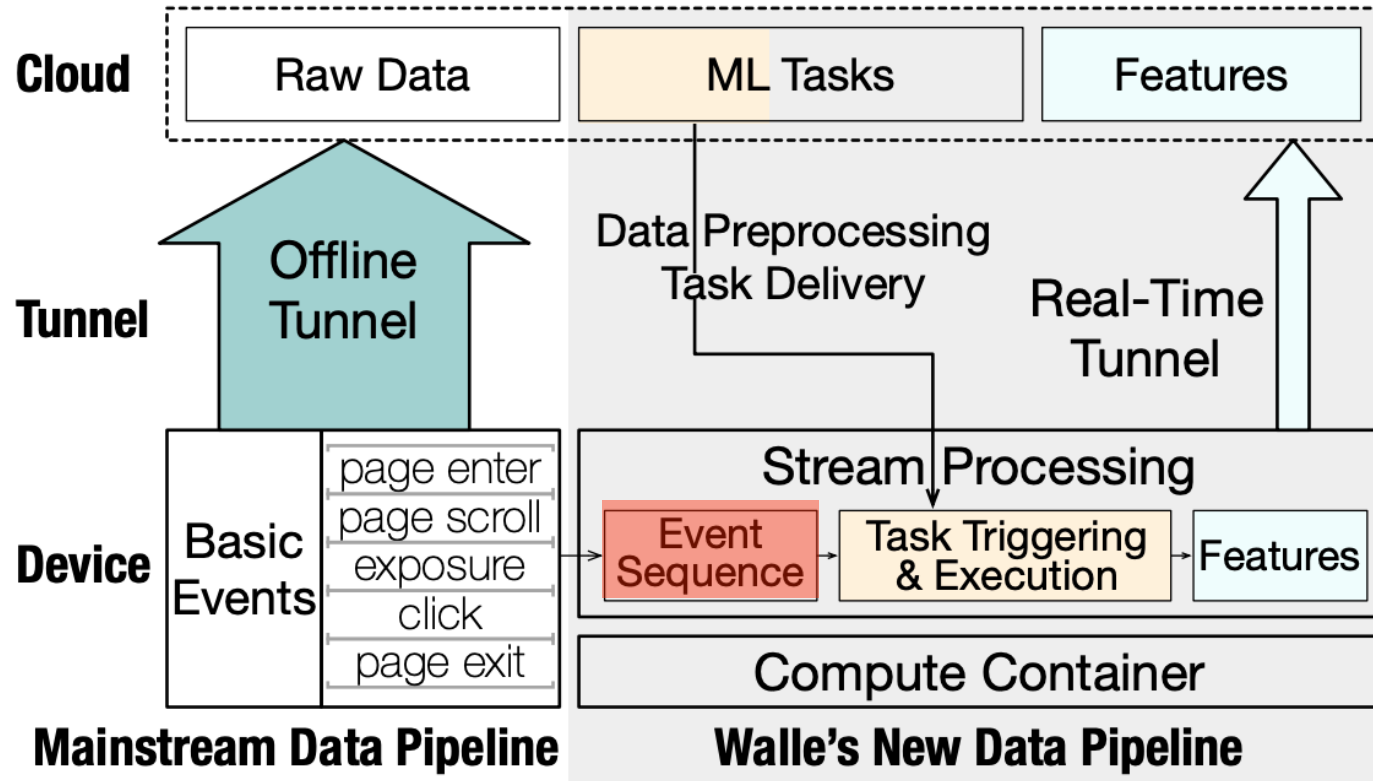 Cloud
Raw Data
ML Tasks
Features
Tunnel
Offline
Tunnel
Data Preprocessing
Task Delivery
Real-Time
Tunnel
Device
Basic
Events
page enter
page scroll
exposure
click
page exit
Stream Processing
Event
Sequence
Task Triggering
& Execution
Features
Compute Container
Mainstream Data Pipeline
Walle's New Data Pipeline